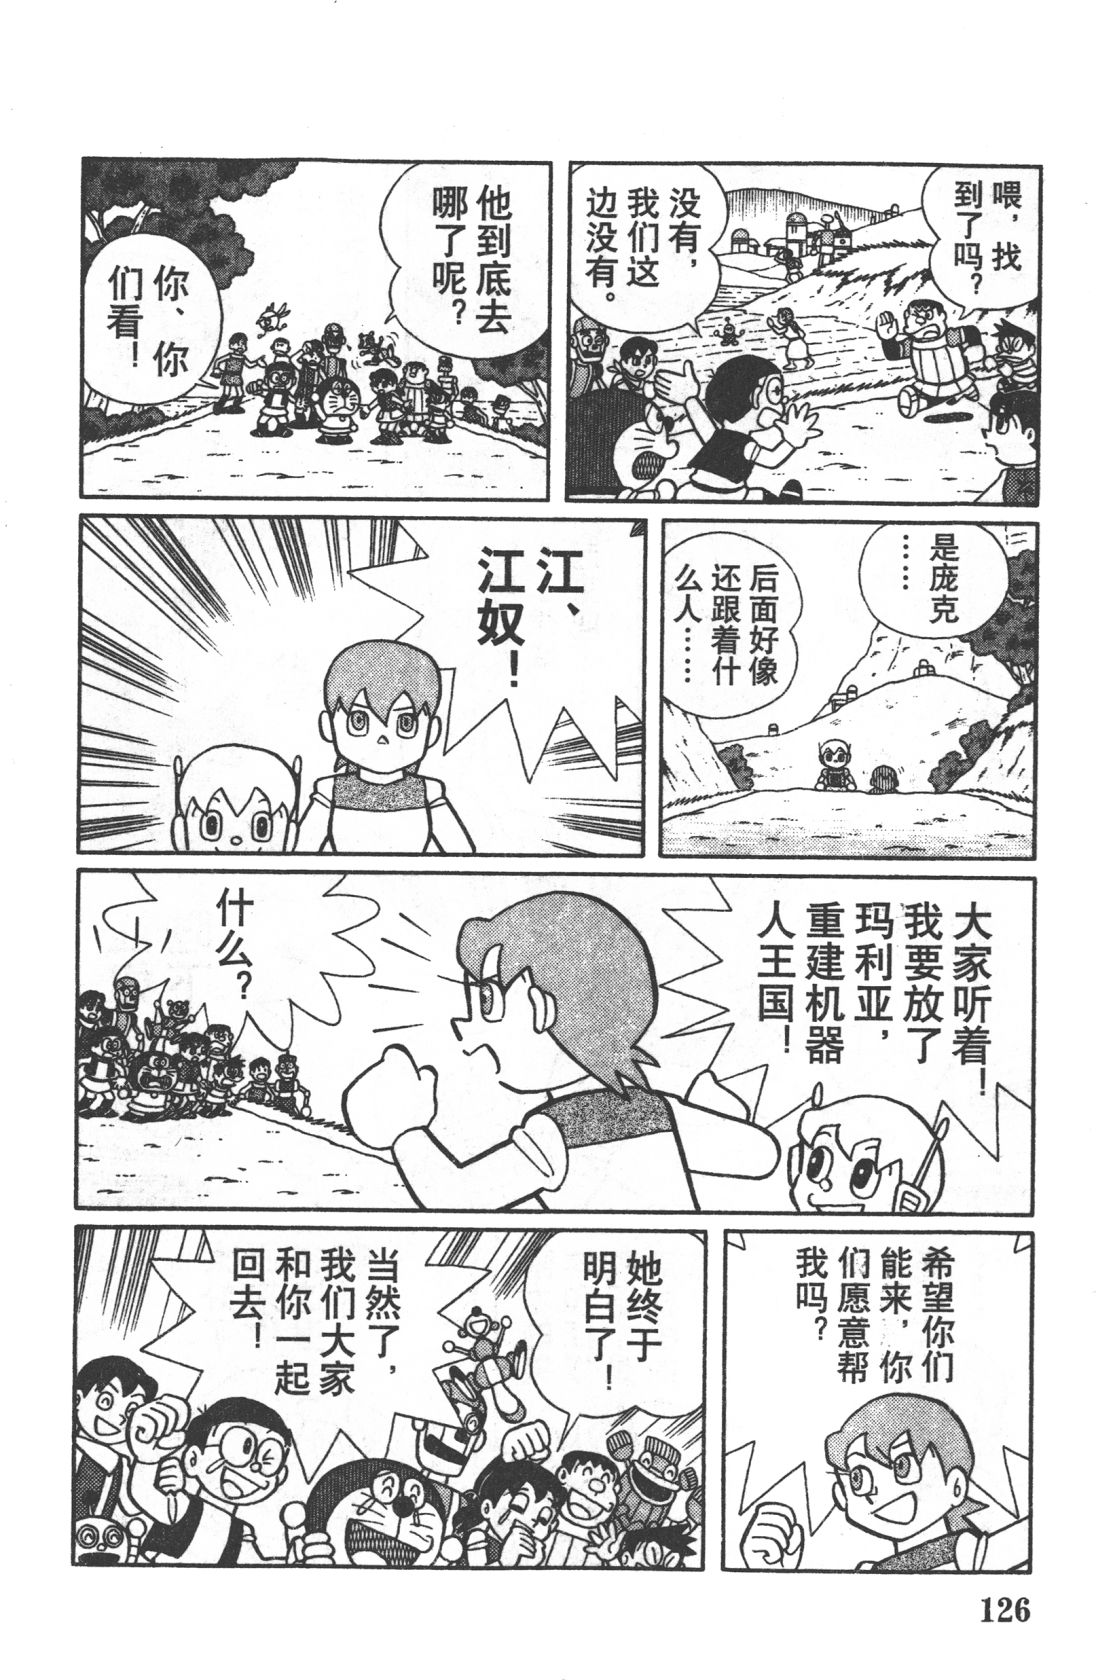 喂，找
到了吗？
没有，
我们这
边没有。
他到底去
哪了呢？
你、你
们看！
是庞克
……
后面好像
还跟着什
么人……
江、
江奴！
大家听着！
我要放了
玛利亚，
重建机器
人王国！
什么？
希望你们
能来，你
们愿意帮
我吗？
她终于
明白了！
当然了，
我们大家
和你一起
回去！
126